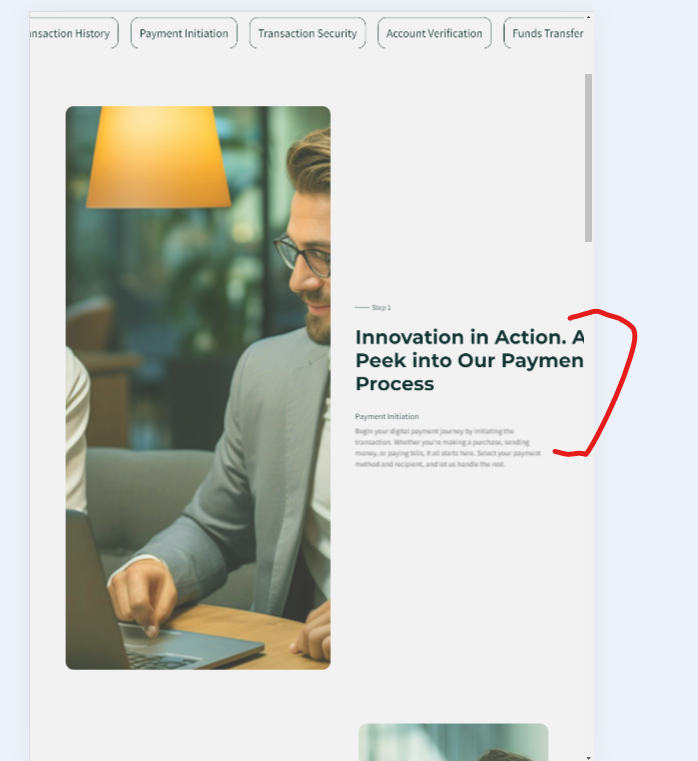 nsaction History Payment Initiation Transaction Security Account Verification Funds Transfer
Step 1
Innovation in Action. A
Peek into Our Paymen
Process
Payment Initiation
Begin your digital payment journey by initiating the
transaction. Whether you're making a purchase, sending
money, or paying bills, it all starts here. Select your payment
method and recipient, and let us handle the rest.